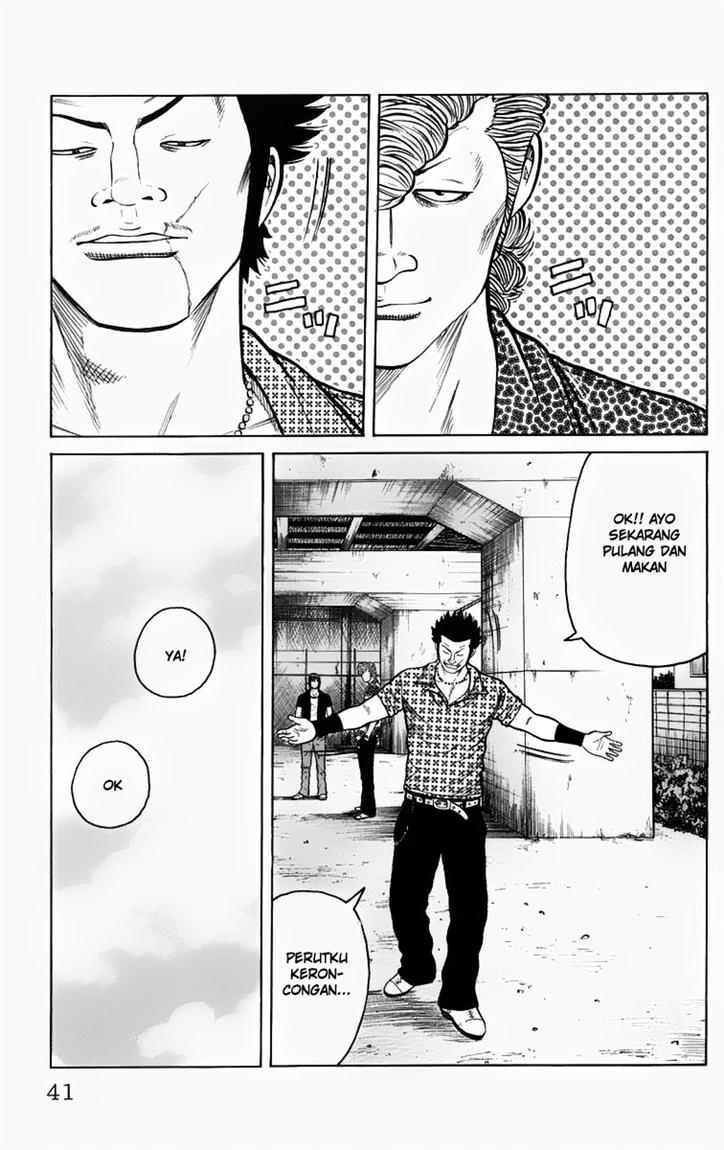 OK!! AYO
SEKARANG
PULANG DAN
MAKAN
PERUTKU
KERON-
CONGAN...
YA!
OK
41